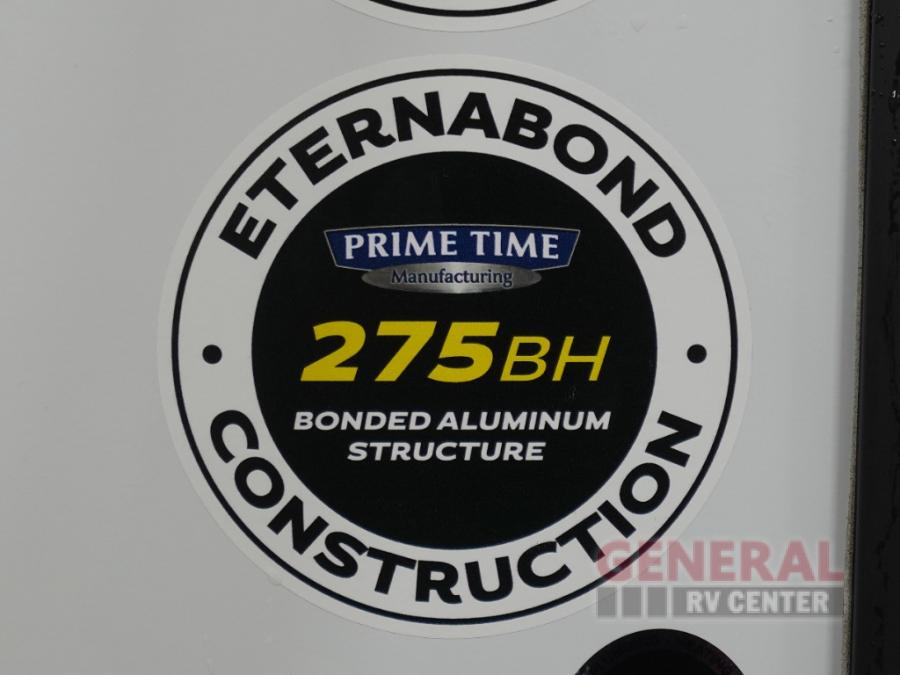 ETERNABOND
PRIME TIME
Manufacturing
275BH
BONDED ALUMINUM
STRUCTURE
CONSTRUCTION
GENERAL
RV CENTER